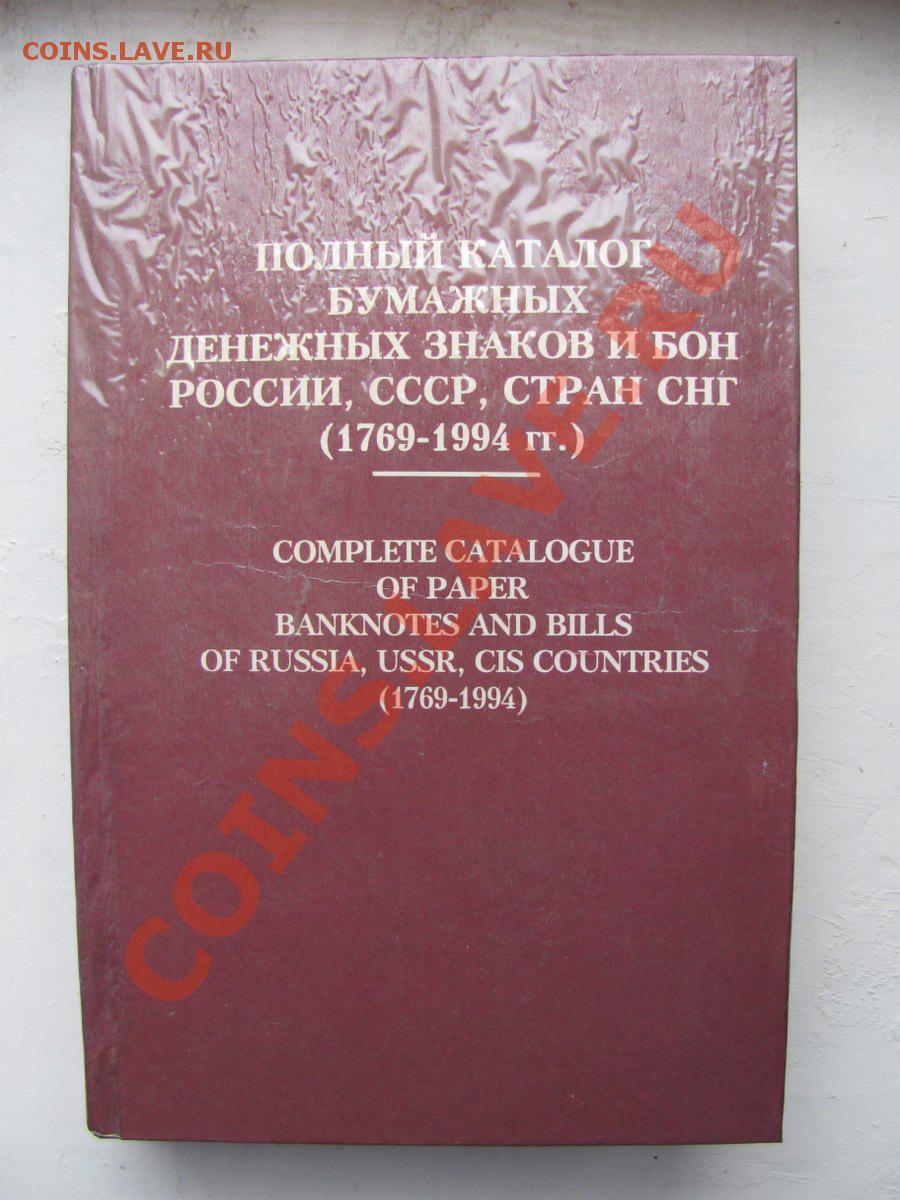 COINS.LAVE.RU
ПОЛНЫЙ КАТАЛОГ
БУМАЖНЫХ
ДЕНЕЖНЫХ ЗНАКОВ И БОН
РОССИИ, СССР, СТРАН СНГ
(1769-1994 гг.)
COMPLETE CATALOGUE
OF PAPER
BANKNOTES AND BILLS
OF RUSSIA, USSR, CIS COUNTRIES
(1769-1994)
COINS.LAVE.RU